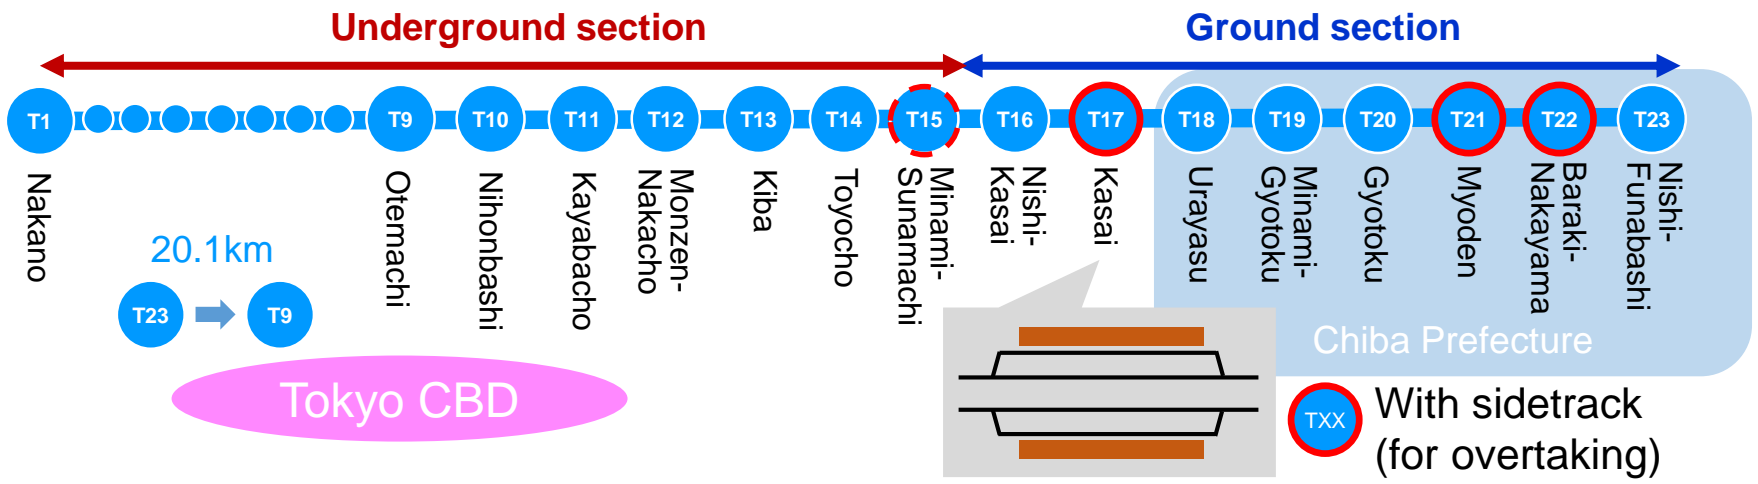 Underground section
Ground section
T1
T9
T10
T11
T12
T13
T14
T15
T16
T17
T18
T19
T20
T21
T22
T23
Nakano
Otemachi
Nihonbashi
Kayabacho
Monzen-
Nakacho
Kiba
Toyocho
Minami-
Sunamachi
Nishi-
Kasai
Kasai
Urayasu
Minami-
Gyotoku
Gyotoku
Myoden
Baraki-
Nakayama
Nishi-
Funabashi
20.1km
T23
T9
Tokyo CBD
Chiba Prefecture
TXX
With sidetrack
(for overtaking)